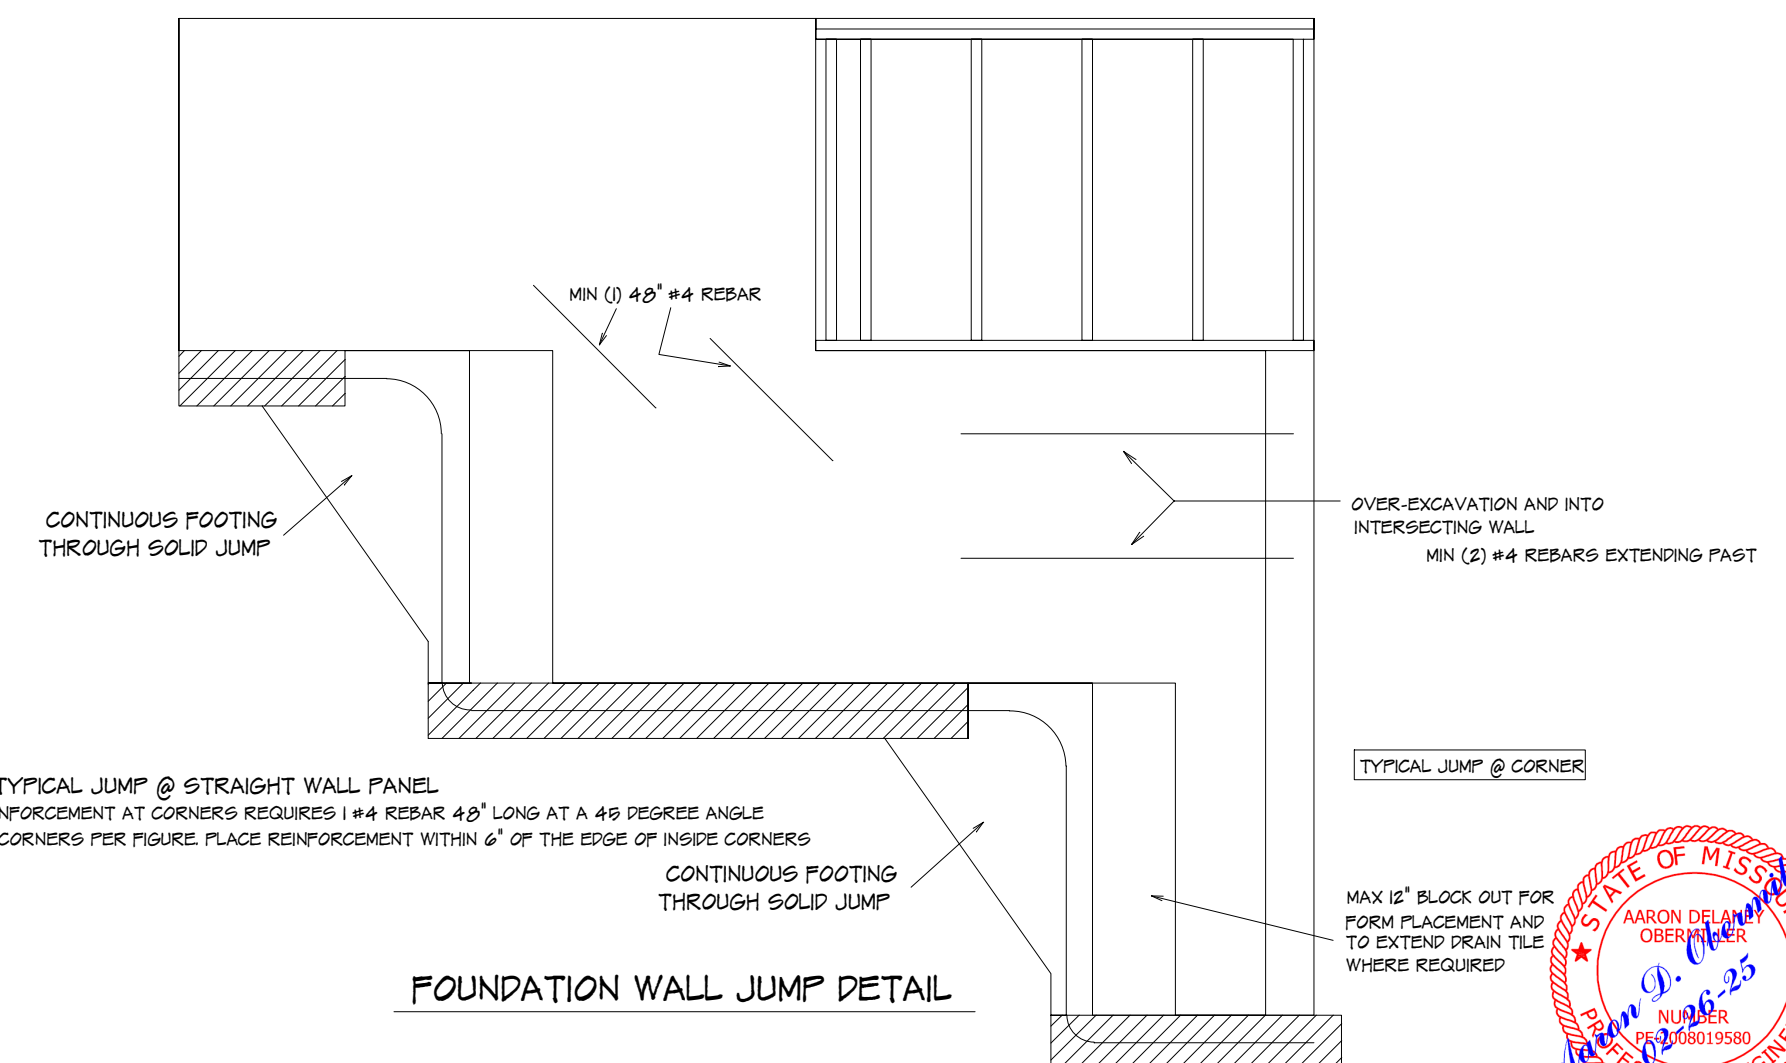 MIN (1) 48" #4 REBAR
CONTINUOUS FOOTING
THROUGH SOLID JUMP
OVER-EXCAVATION AND INTO
INTERSECTING WALL
MIN (2) #4 REBARS EXTENDING PAST
TYPICAL JUMP @ CORNER
TYPICAL JUMP @ STRAIGHT WALL PANEL
NFORCEMENT AT CORNERS REQUIRES 1 #4 REBAR 48" LONG AT A 45 DEGREE ANGLE
CORNERS PER FIGURE. PLACE REINFORCEMENT WITHIN 6" OF THE EDGE OF INSIDE CORNERS
CONTINUOUS FOOTING
THROUGH SOLID JUMP
MAX 12" BLOCK OUT FOR
FORM PLACEMENT AND
TO EXTEND DRAIN TILE
WHERE REQUIRED
FOUNDATION WALL JUMP DETAIL
STATE OF MISSOU
AARON DELANEY
OBERMILLER
Aaron D. Obermil
02-26-25
NUMBER
PE-2008019580